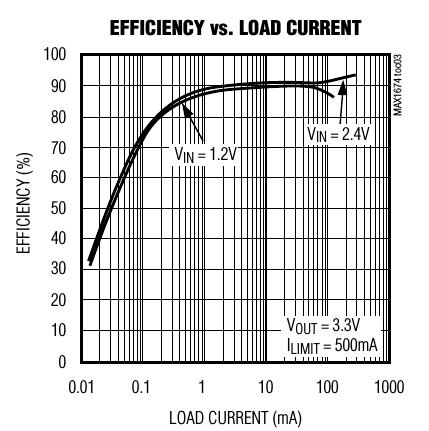 EFFICIENCY vs. LOAD CURRENT
MAX1674 toc03
EFFICIENCY (%)
100
90
80
70
60
50
40
30
20
10
0
VIN = 2.4V
VIN = 1.2V
VOUT = 3.3V
ILIMIT = 500mA
0.01 0.1 1 10 100 1000
LOAD CURRENT (mA)